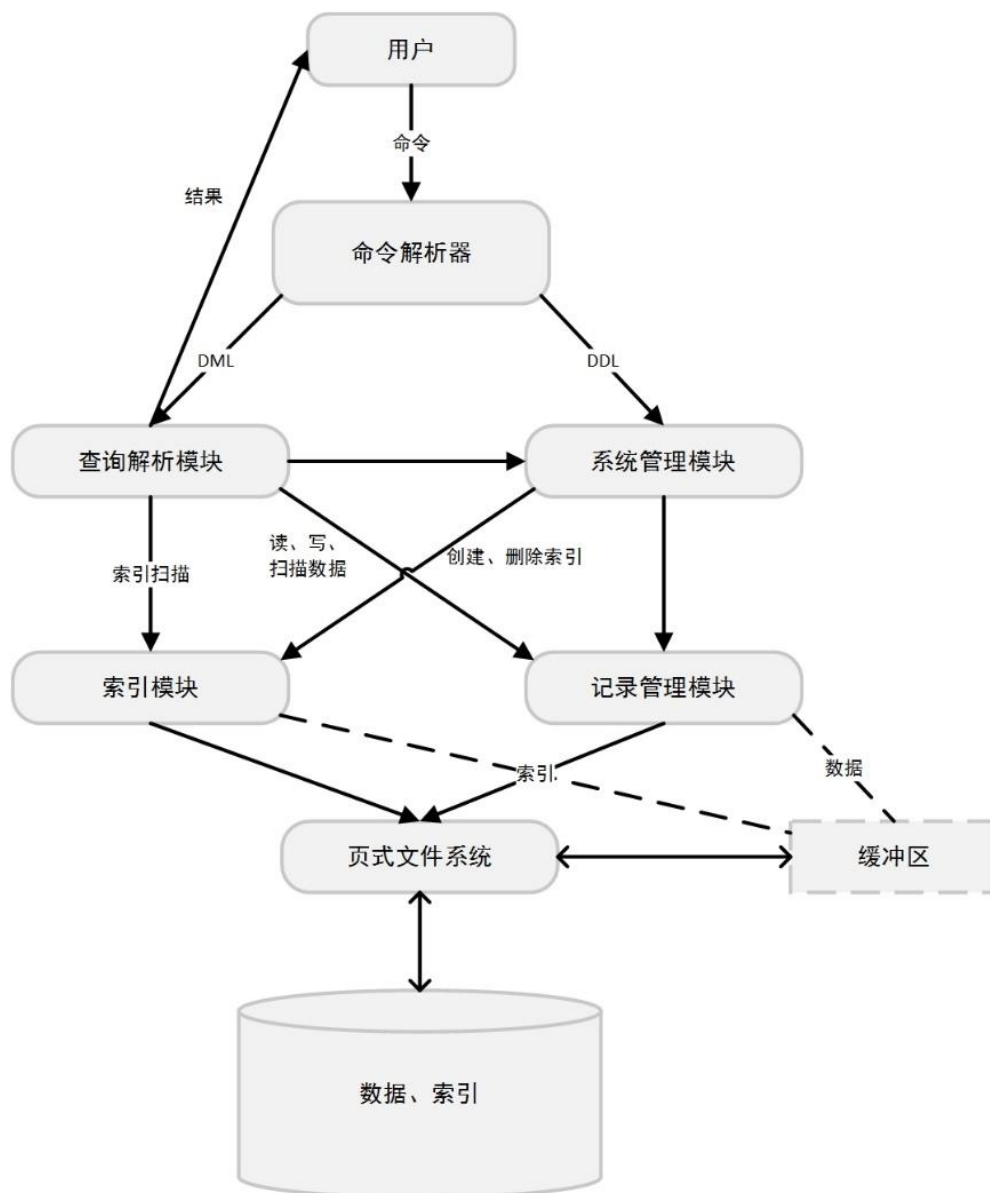 用户
命令
结果
命令解析器
DML
DDL
查询解析模块
系统管理模块
读、写、
扫描数据
创建、删除索引
索引扫描
索引模块
记录管理模块
索引
数据
页式文件系统
缓冲区
数据、索引